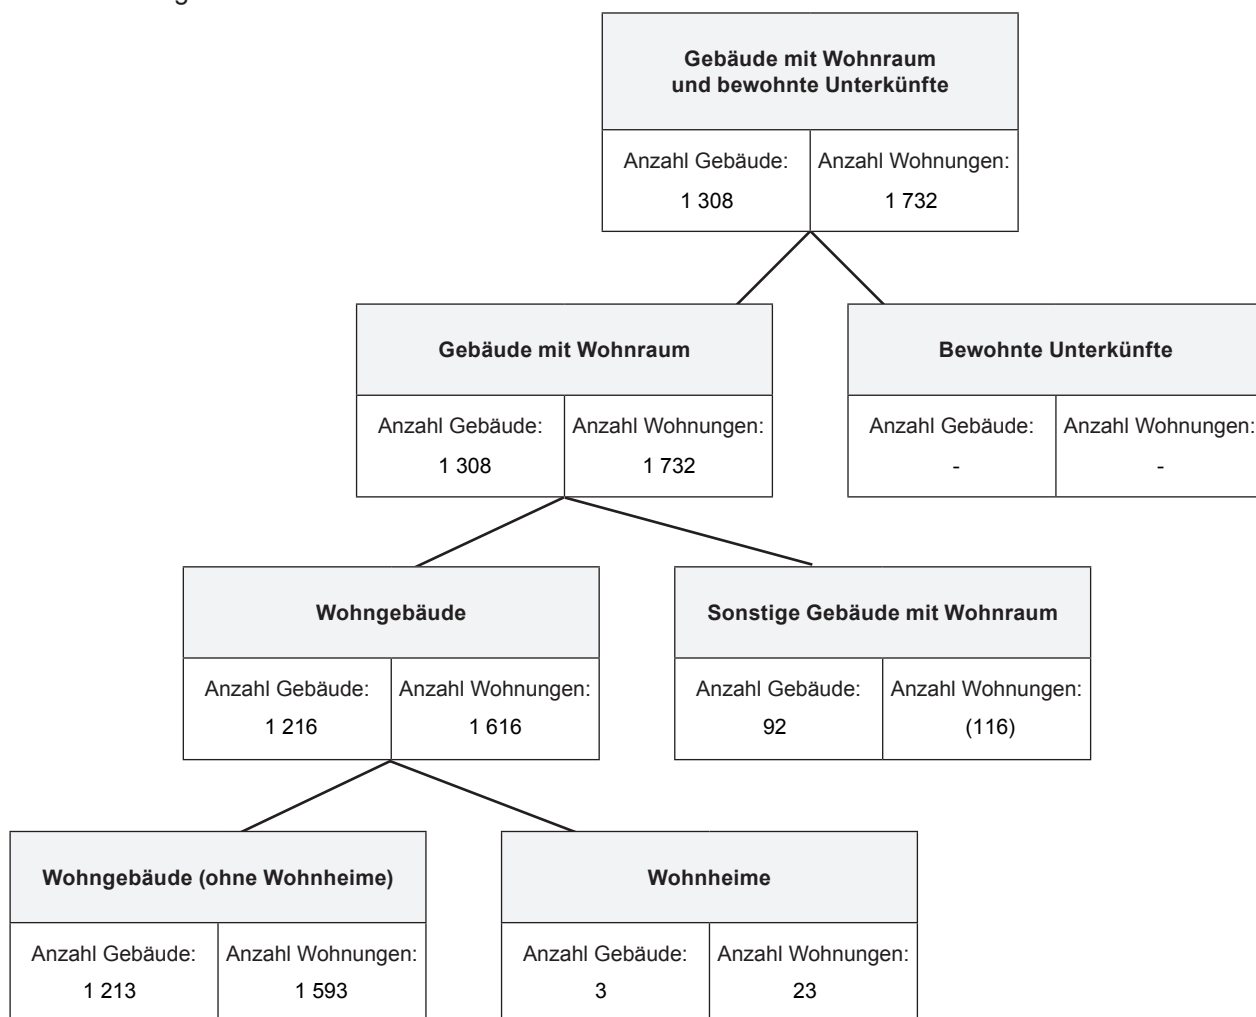 Gebäude mit Wohnraum
und bewohnte Unterkünfte
Anzahl Gebäude: Anzahl Wohnungen:
1 308 1 732
Gebäude mit Wohnraum Bewohnte Unterkünfte
Anzahl Gebäude: Anzahl Wohnungen: Anzahl Gebäude: Anzahl Wohnungen:
1 308 1 732 - -
Wohngebäude Sonstige Gebäude mit Wohnraum
Anzahl Gebäude: Anzahl Wohnungen: Anzahl Gebäude: Anzahl Wohnungen:
1 216 1 616 92 (116)
Wohngebäude (ohne Wohnheime) Wohnheime
Anzahl Gebäude: Anzahl Wohnungen: Anzahl Gebäude: Anzahl Wohnungen:
1 213 1 593 3 23